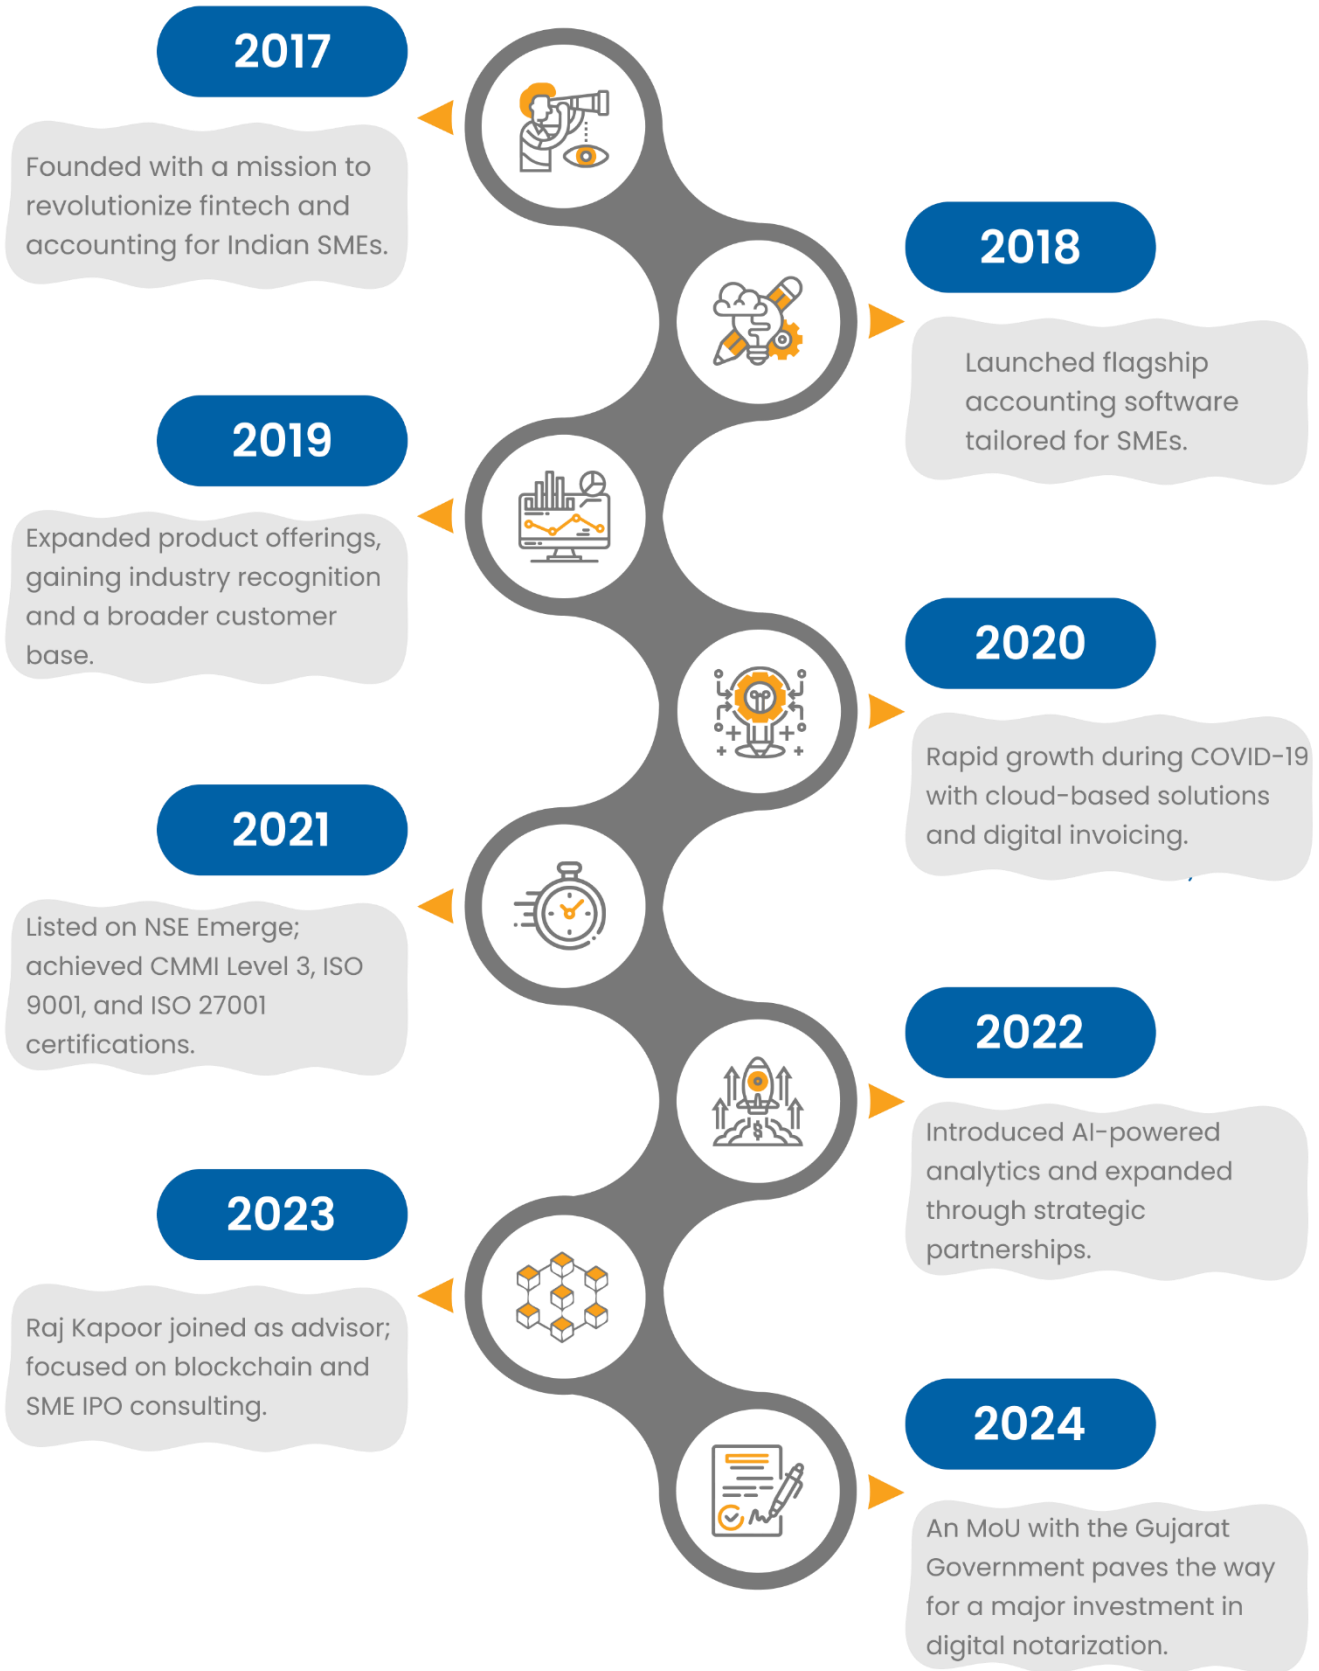 2017
Founded with a mission to
revolutionize fintech and
accounting for Indian SMEs.
2018
Launched flagship
accounting software
tailored for SMEs.
2019
Expanded product offerings,
gaining industry recognition
and a broader customer
base.
2020
Rapid growth during COVID-19
with cloud-based solutions
and digital invoicing.
2021
Listed on NSE Emerge;
achieved CMMI Level 3, ISO
9001, and ISO 27001
certifications.
2022
Introduced AI-powered
analytics and expanded
through strategic
partnerships.
2023
Raj Kapoor joined as advisor;
focused on blockchain and
SME IPO consulting.
2024
An MoU with the Gujarat
Government paves the way
for a major investment in
digital notarization.